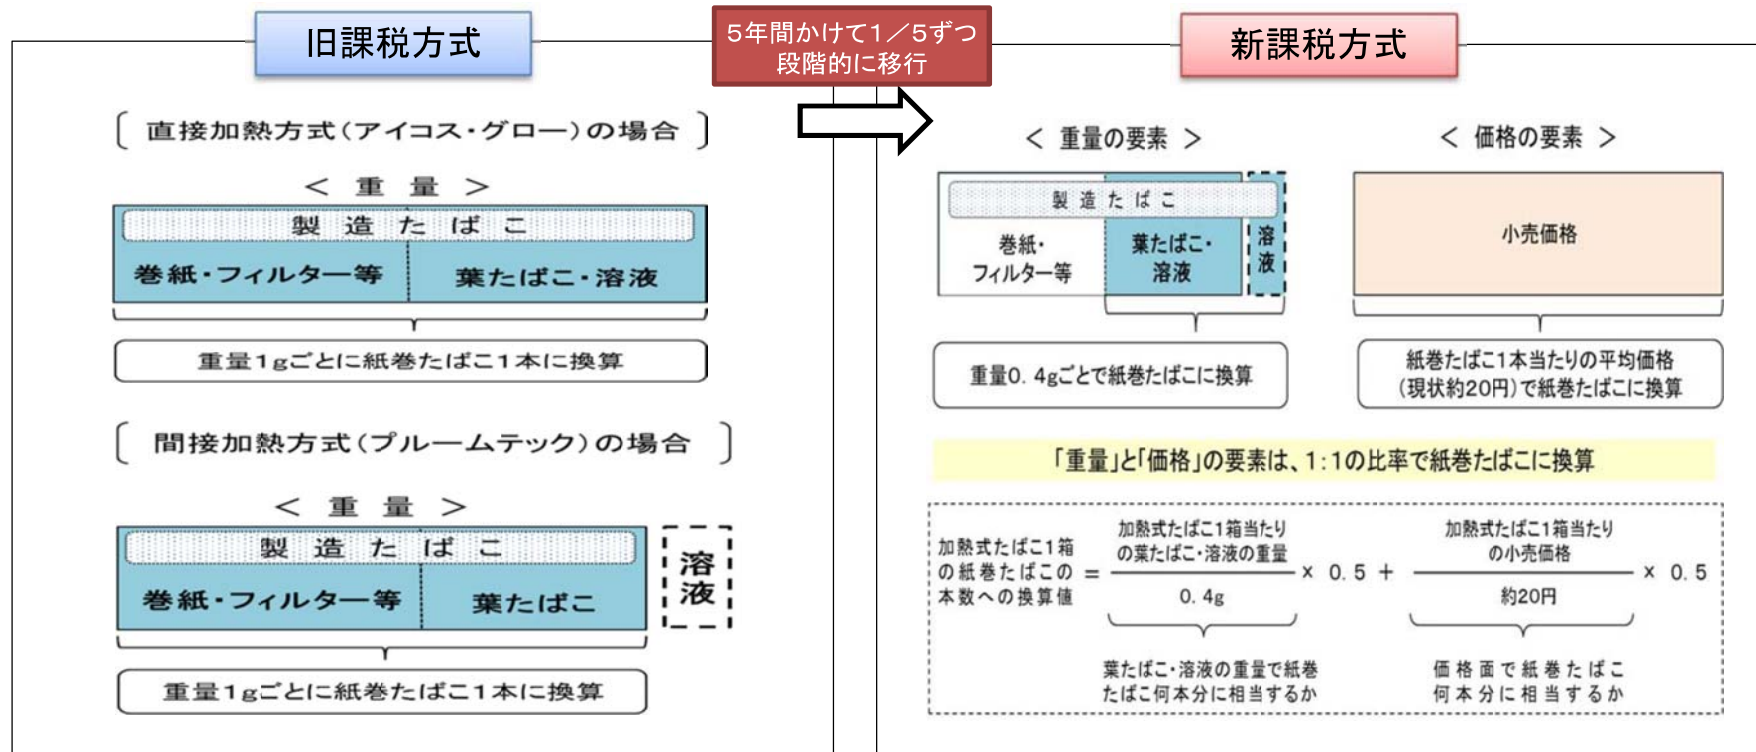 旧課税方式
5年間かけて1／5ずつ
段階的に移行
新課税方式
〔 直接加熱方式(アイコス・グロー)の場合 〕
＜ 重 量 ＞
製 造 た ば こ
巻紙・フィルター等
葉たばこ・溶液
重量1gごとに紙巻たばこ1本に換算
〔 間接加熱方式(プルームテック)の場合 〕
＜ 重 量 ＞
製 造 た ば こ
巻紙・フィルター等
葉たばこ
溶
液
重量1gごとに紙巻たばこ1本に換算
＜ 重量の要素 ＞
製 造 た ば こ
巻紙・
フィルター等
葉たばこ・
溶液
溶
液
重量0. 4gごとで紙巻たばこに換算
＜ 価格の要素 ＞
小売価格
紙巻たばこ1本当たりの平均価格
(現状約20円)で紙巻たばこに換算
「重量」と「価格」の要素は、1:1の比率で紙巻たばこに換算
加熱式たばこ1箱
の紙巻たばこの
本数への換算値
=
加熱式たばこ1箱当たり
の葉たばこ・溶液の重量
0. 4g
× 0. 5 +
加熱式たばこ1箱当たり
の小売価格
約20円
× 0. 5
葉たばこ・溶液の重量で紙巻
たばこ何本分に相当するか
価格面で紙巻たばこ
何本分に相当するか